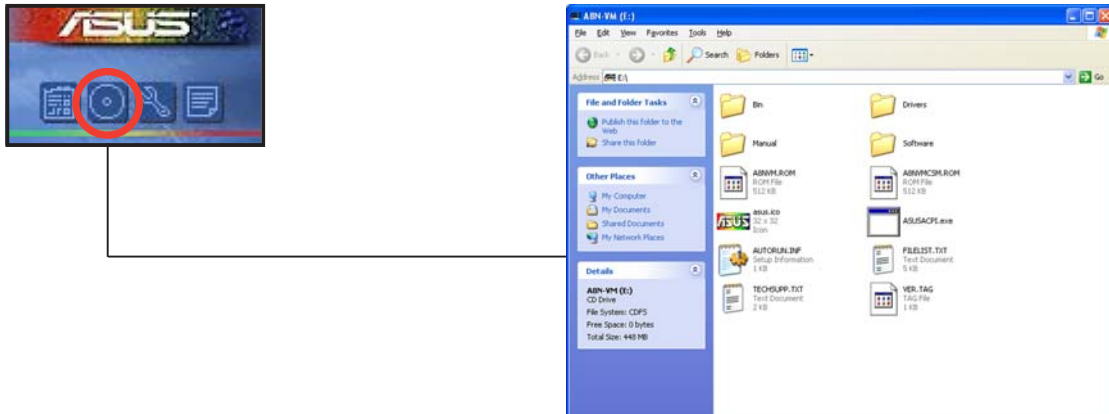 ASUS
A8N-VM (E:)
File Edit View Favorites Tools Help
Back Search Folders
Address E:\ Go
File and Folder Tasks
Publish this folder to the
Web
Share this folder
Other Places
My Computer
My Documents
Shared Documents
My Network Places
Details
A8N-VM (E:)
CD Drive
File System: CDFS
Free Space: 0 bytes
Total Size: 448 MB
Bin
Drivers
Manual
Software
A8NVM.ROM
ROM File
512 KB
A8NVMCSM.ROM
ROM File
512 KB
ASUS
asus.ico
32 x 32
Icon
ASUSACPI.exe
AUTORUN.INF
Setup Information
1 KB
FILELIST.TXT
Text Document
5 KB
TECHSUPP.TXT
Text Document
2 KB
VER.TAG
TAG File
1 KB